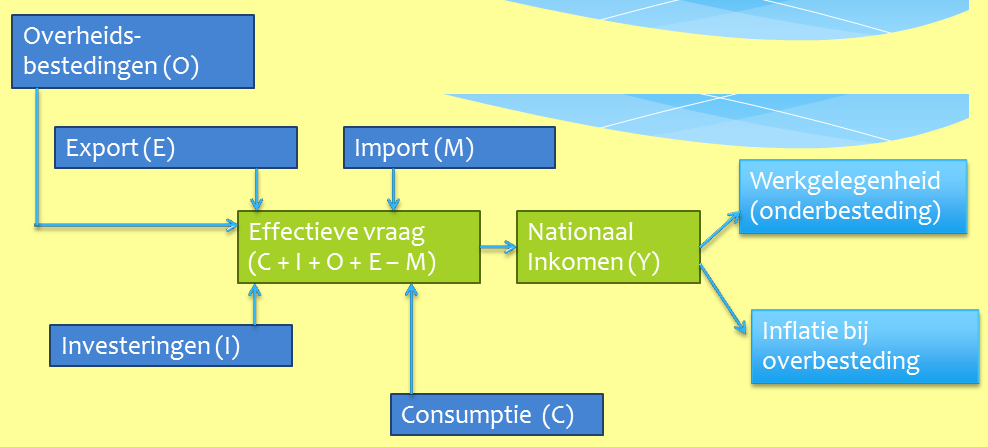 Overheids-
bestedingen (O)
Export (E)
Import (M)
Werkgelegenheid
(onderbesteding)
Effectieve vraag
(C + I + O + E – M)
Nationaal
Inkomen (Y)
Investeringen (I)
Inflatie bij
overbesteding
Consumptie (C)